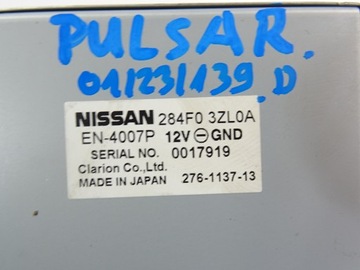 PULSAR.
01/23/139 D
NISSAN 284F0 3ZL0A
EN-4007P 12V ⊖ GND
SERIAL NO. 0017919
Clarion Co.,Ltd.
MADE IN JAPAN 276-1137-13